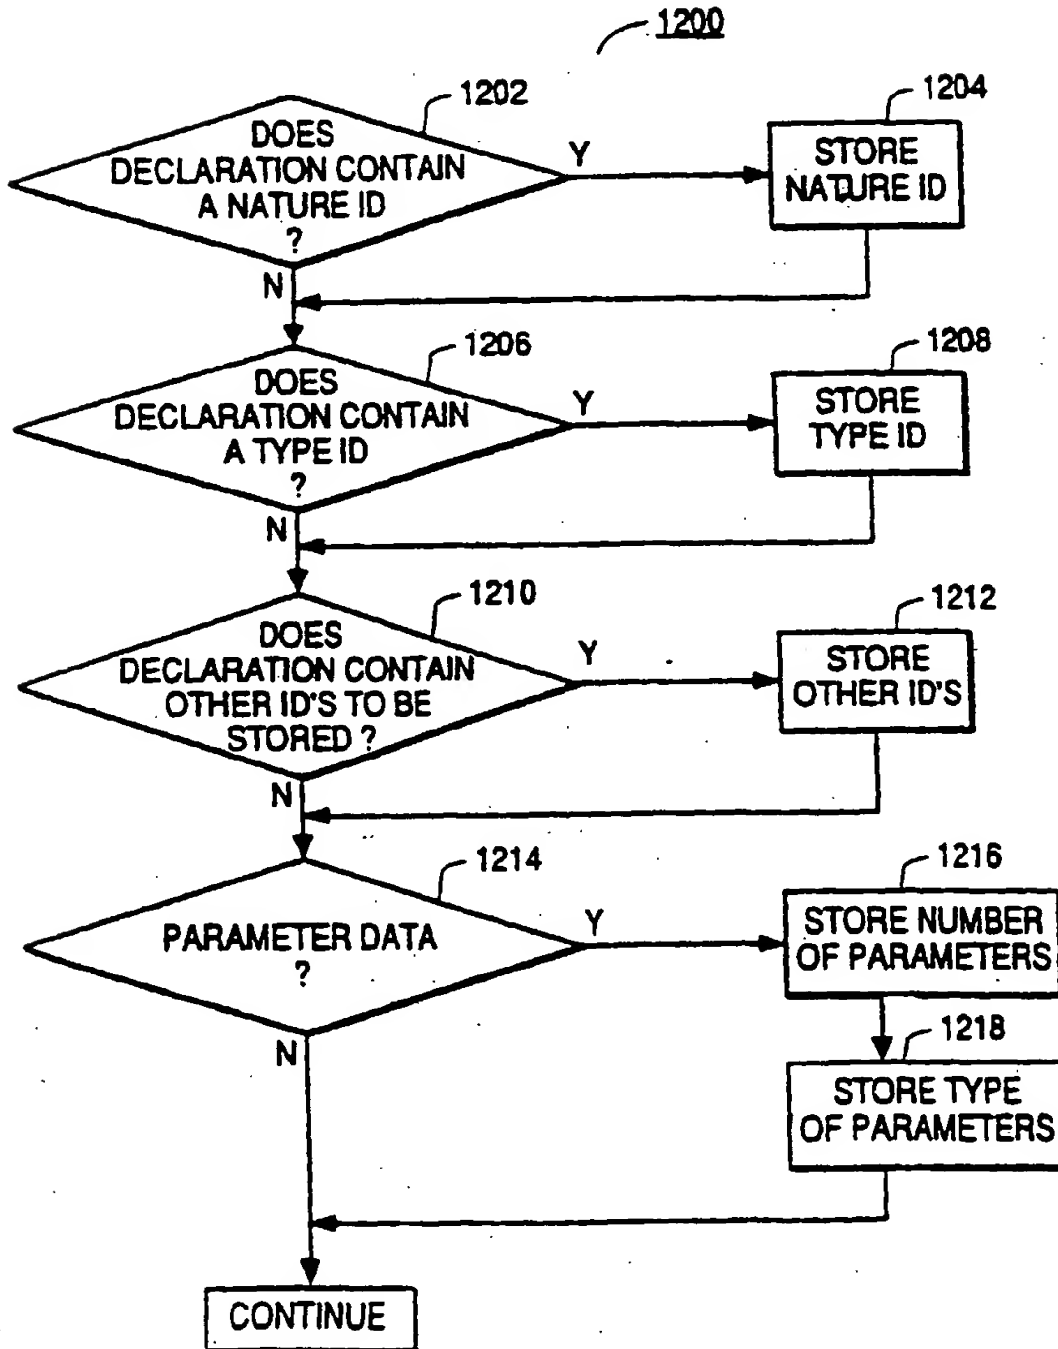 1200
1202
DOES
DECLARATION CONTAIN
A NATURE ID
?
Y
1204
STORE
NATURE ID
N
1206
DOES
DECLARATION CONTAIN
A TYPE ID
?
Y
1208
STORE
TYPE ID
N
1210
DOES
DECLARATION CONTAIN
OTHER ID'S TO BE
STORED ?
Y
1212
STORE
OTHER ID'S
N
1214
PARAMETER DATA
?
Y
1216
STORE NUMBER
OF PARAMETERS
1218
STORE TYPE
OF PARAMETERS
N
CONTINUE